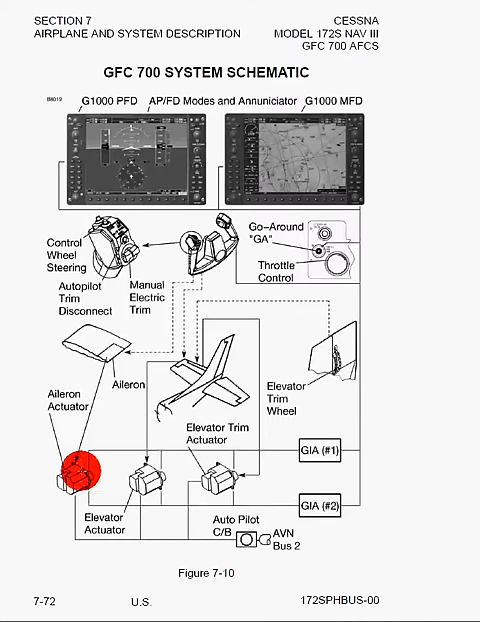 SECTION 7
AIRPLANE AND SYSTEM DESCRIPTION
CESSNA
MODEL 172S NAV III
GFC 700 AFCS
GFC 700 SYSTEM SCHEMATIC
G1000 PFD
AP/FD Modes and Annuniciator
G1000 MFD
Control
Wheel
Steering
Go-Around
"GA"
Throttle
Control
Autopilot
Trim
Disconnect
Manual
Electric
Trim
Aileron
Aileron
Actuator
Elevator
Trim
Wheel
Elevator Trim
Actuator
GIA (#1)
GIA (#2)
Elevator
Actuator
Auto Pilot
C/B
AVN
Bus 2
Figure 7-10
7-72
U.S.
172SPHBUS-00